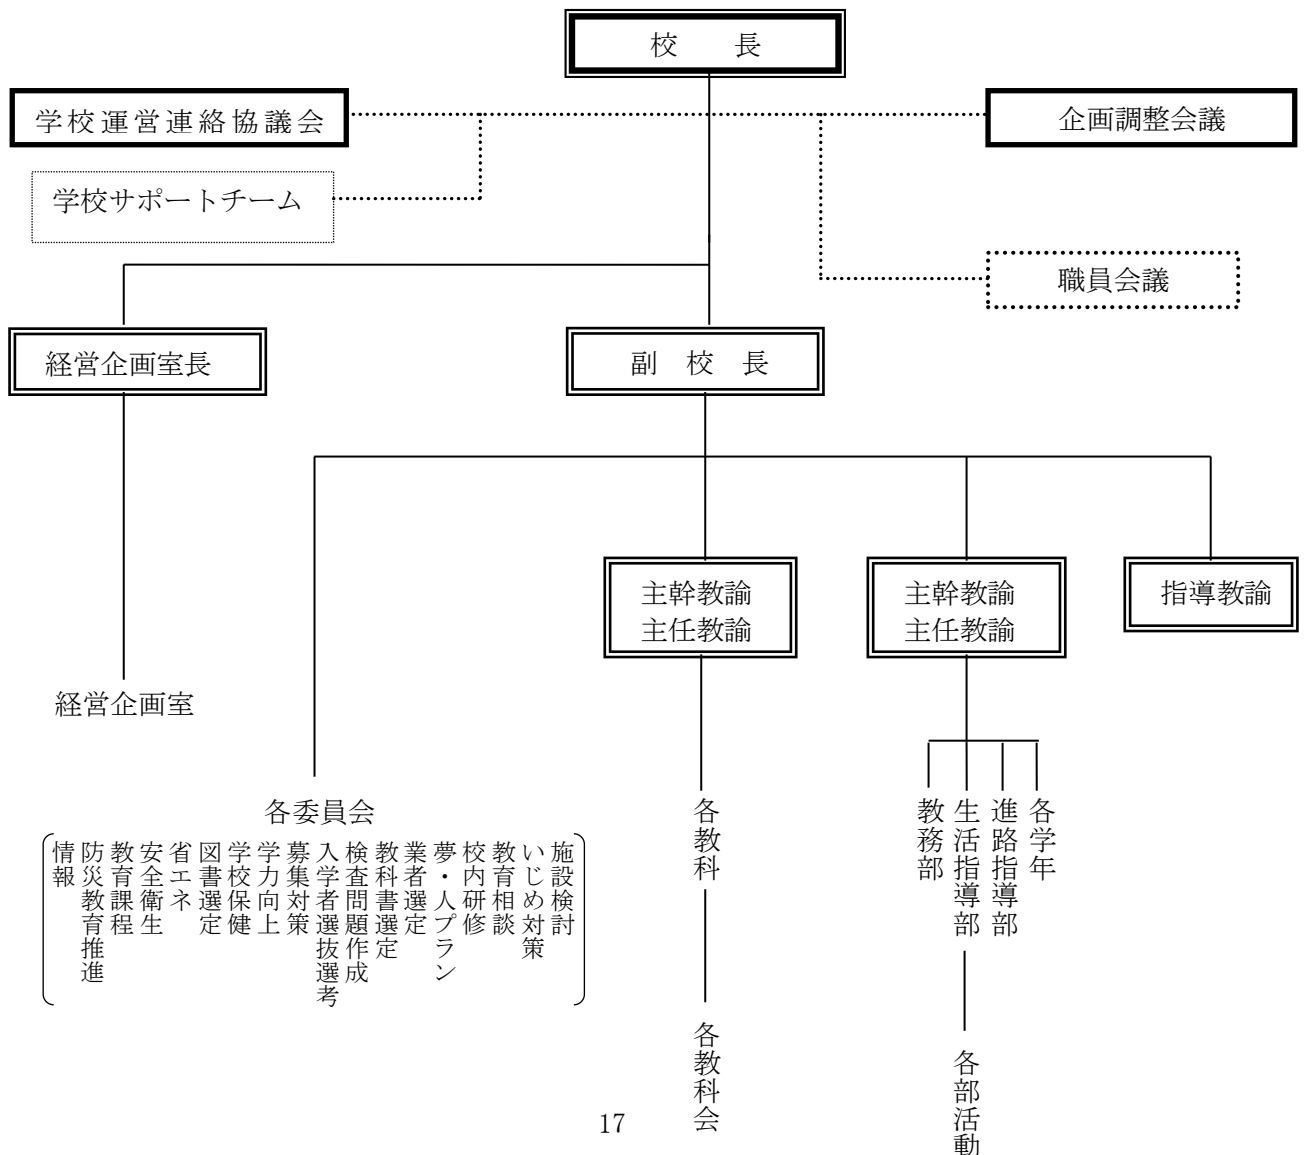 校　長
学校運営連絡協議会
企画調整会議
学校サポートチーム
職員会議
経営企画室長
副　校　長
主幹教諭
主任教諭
主幹教諭
主任教諭
指導教諭
経営企画室
各委員会
施設検討
いじめ対策
教育相談
校内研修
夢・人プラン
業者選定
教科書選定
検査問題作成
入学者選抜選考
募集対策
学力向上
学校保健
図書選定
省エネ
安全衛生
教育課程
防災教育推進
情報
各教科
各教科会
各学年
進路指導部
生活指導部
教務部
各部活動
17